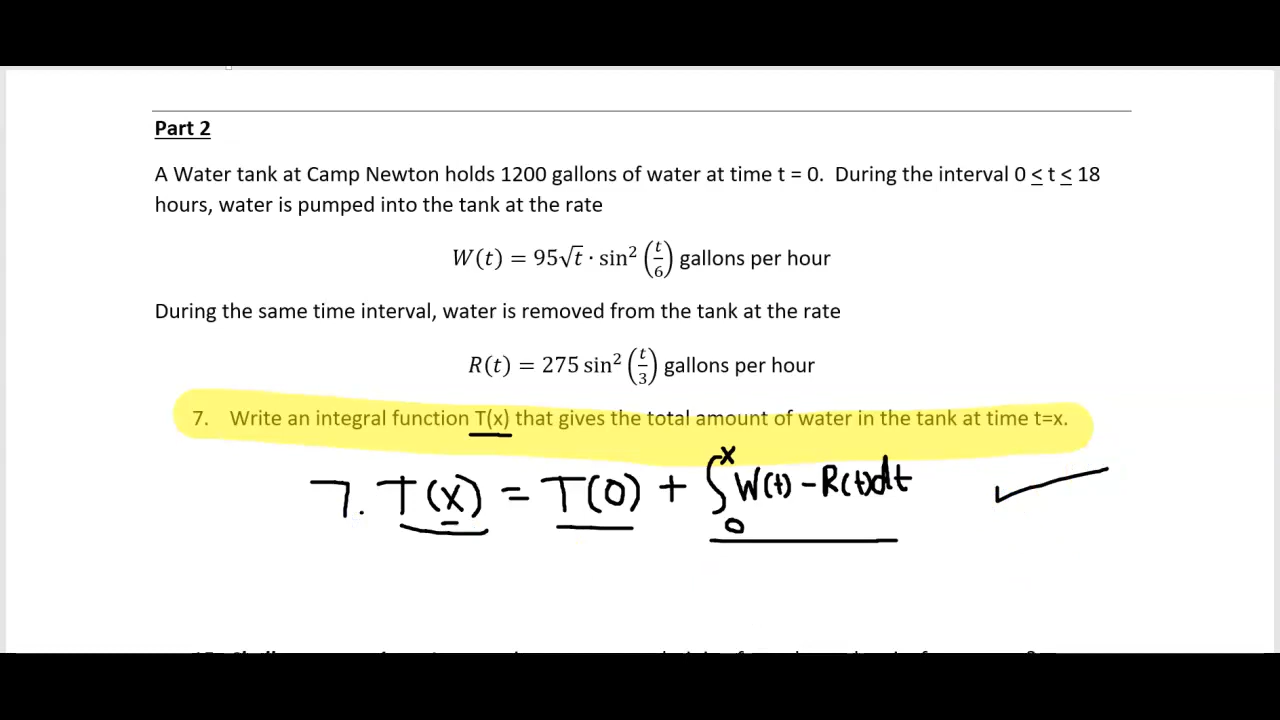 Part 2
A Water tank at Camp Newton holds 1200 gallons of water at time t = 0.  During the interval 0 ≤ t ≤ 18
hours, water is pumped into the tank at the rate
W(t) = 95√t · sin² (t/6) gallons per hour
During the same time interval, water is removed from the tank at the rate
R(t) = 275 sin² (t/3) gallons per hour
7. Write an integral function T(x) that gives the total amount of water in the tank at time t=x.
7. T(x) = T(0) + ∫₀ˣ W(t) - R(t)dt